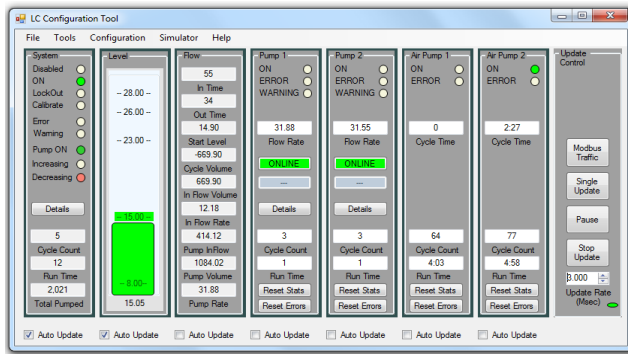 LC Configuration Tool
File Tools Configuration Simulator Help
System
Disabled
ON
LockOut
Calibrate
Error
Warning
Pump ON
Increasing
Decreasing
Details
5
Cycle Count
12
Run Time
2,021
Total Pumped
Level
-- 28.00 --
-- 26.00 --
-- 23.00 --
-- 15.00 --
-- 8.00--
15.05
Flow
55
In Time
34
Out Time
14.90
Start Level
-669.90
Cycle Volume
669.90
In Flow Volume
12.18
In Flow Rate
414.12
Pump InFlow
1084.02
Pump Volume
31.88
Pump Rate
Pump 1
ON
ERROR
WARNING
31.88
Flow Rate
ONLINE
---
Details
3
Cycle Count
1
Run Time
Reset Stats
Reset Errors
Pump 2
ON
ERROR
WARNING
31.55
Flow Rate
ONLINE
---
Details
3
Cycle Count
1
Run Time
Reset Stats
Reset Errors
Air Pump 1
ON
ERROR
0
Cycle Time
64
Cycle Count
4:03
Run Time
Reset Stats
Reset Errors
Air Pump 2
ON
ERROR
2:27
Cycle Time
77
Cycle Count
4:58
Run Time
Reset Stats
Reset Errors
Update
Control
Modbus
Traffic
Single
Update
Pause
Stop
Update
3.000
Update Rate
(Msec)
Auto Update Auto Update Auto Update Auto Update Auto Update Auto Update Auto Update